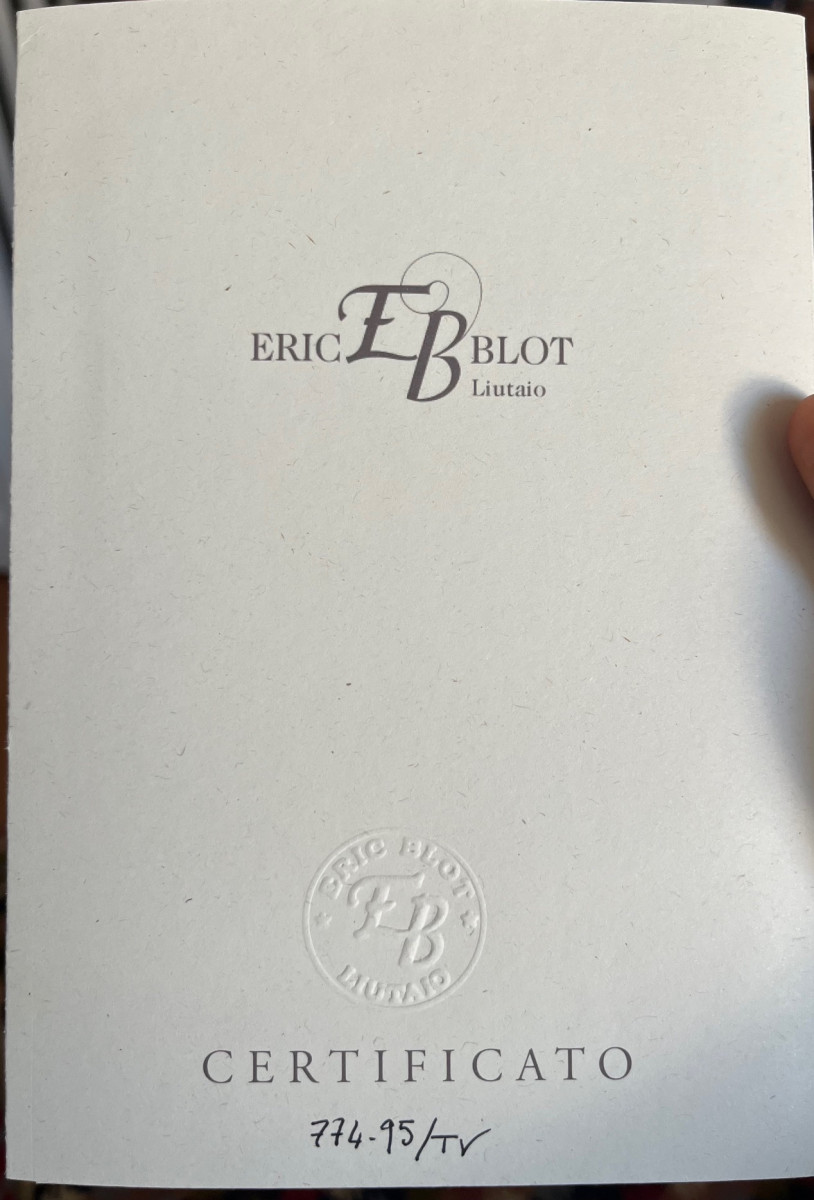 ERIC EB BLOT
Liutaio
ERIC BLOT
EB
LIUTAIO
CERTIFICATO
774-95/TV